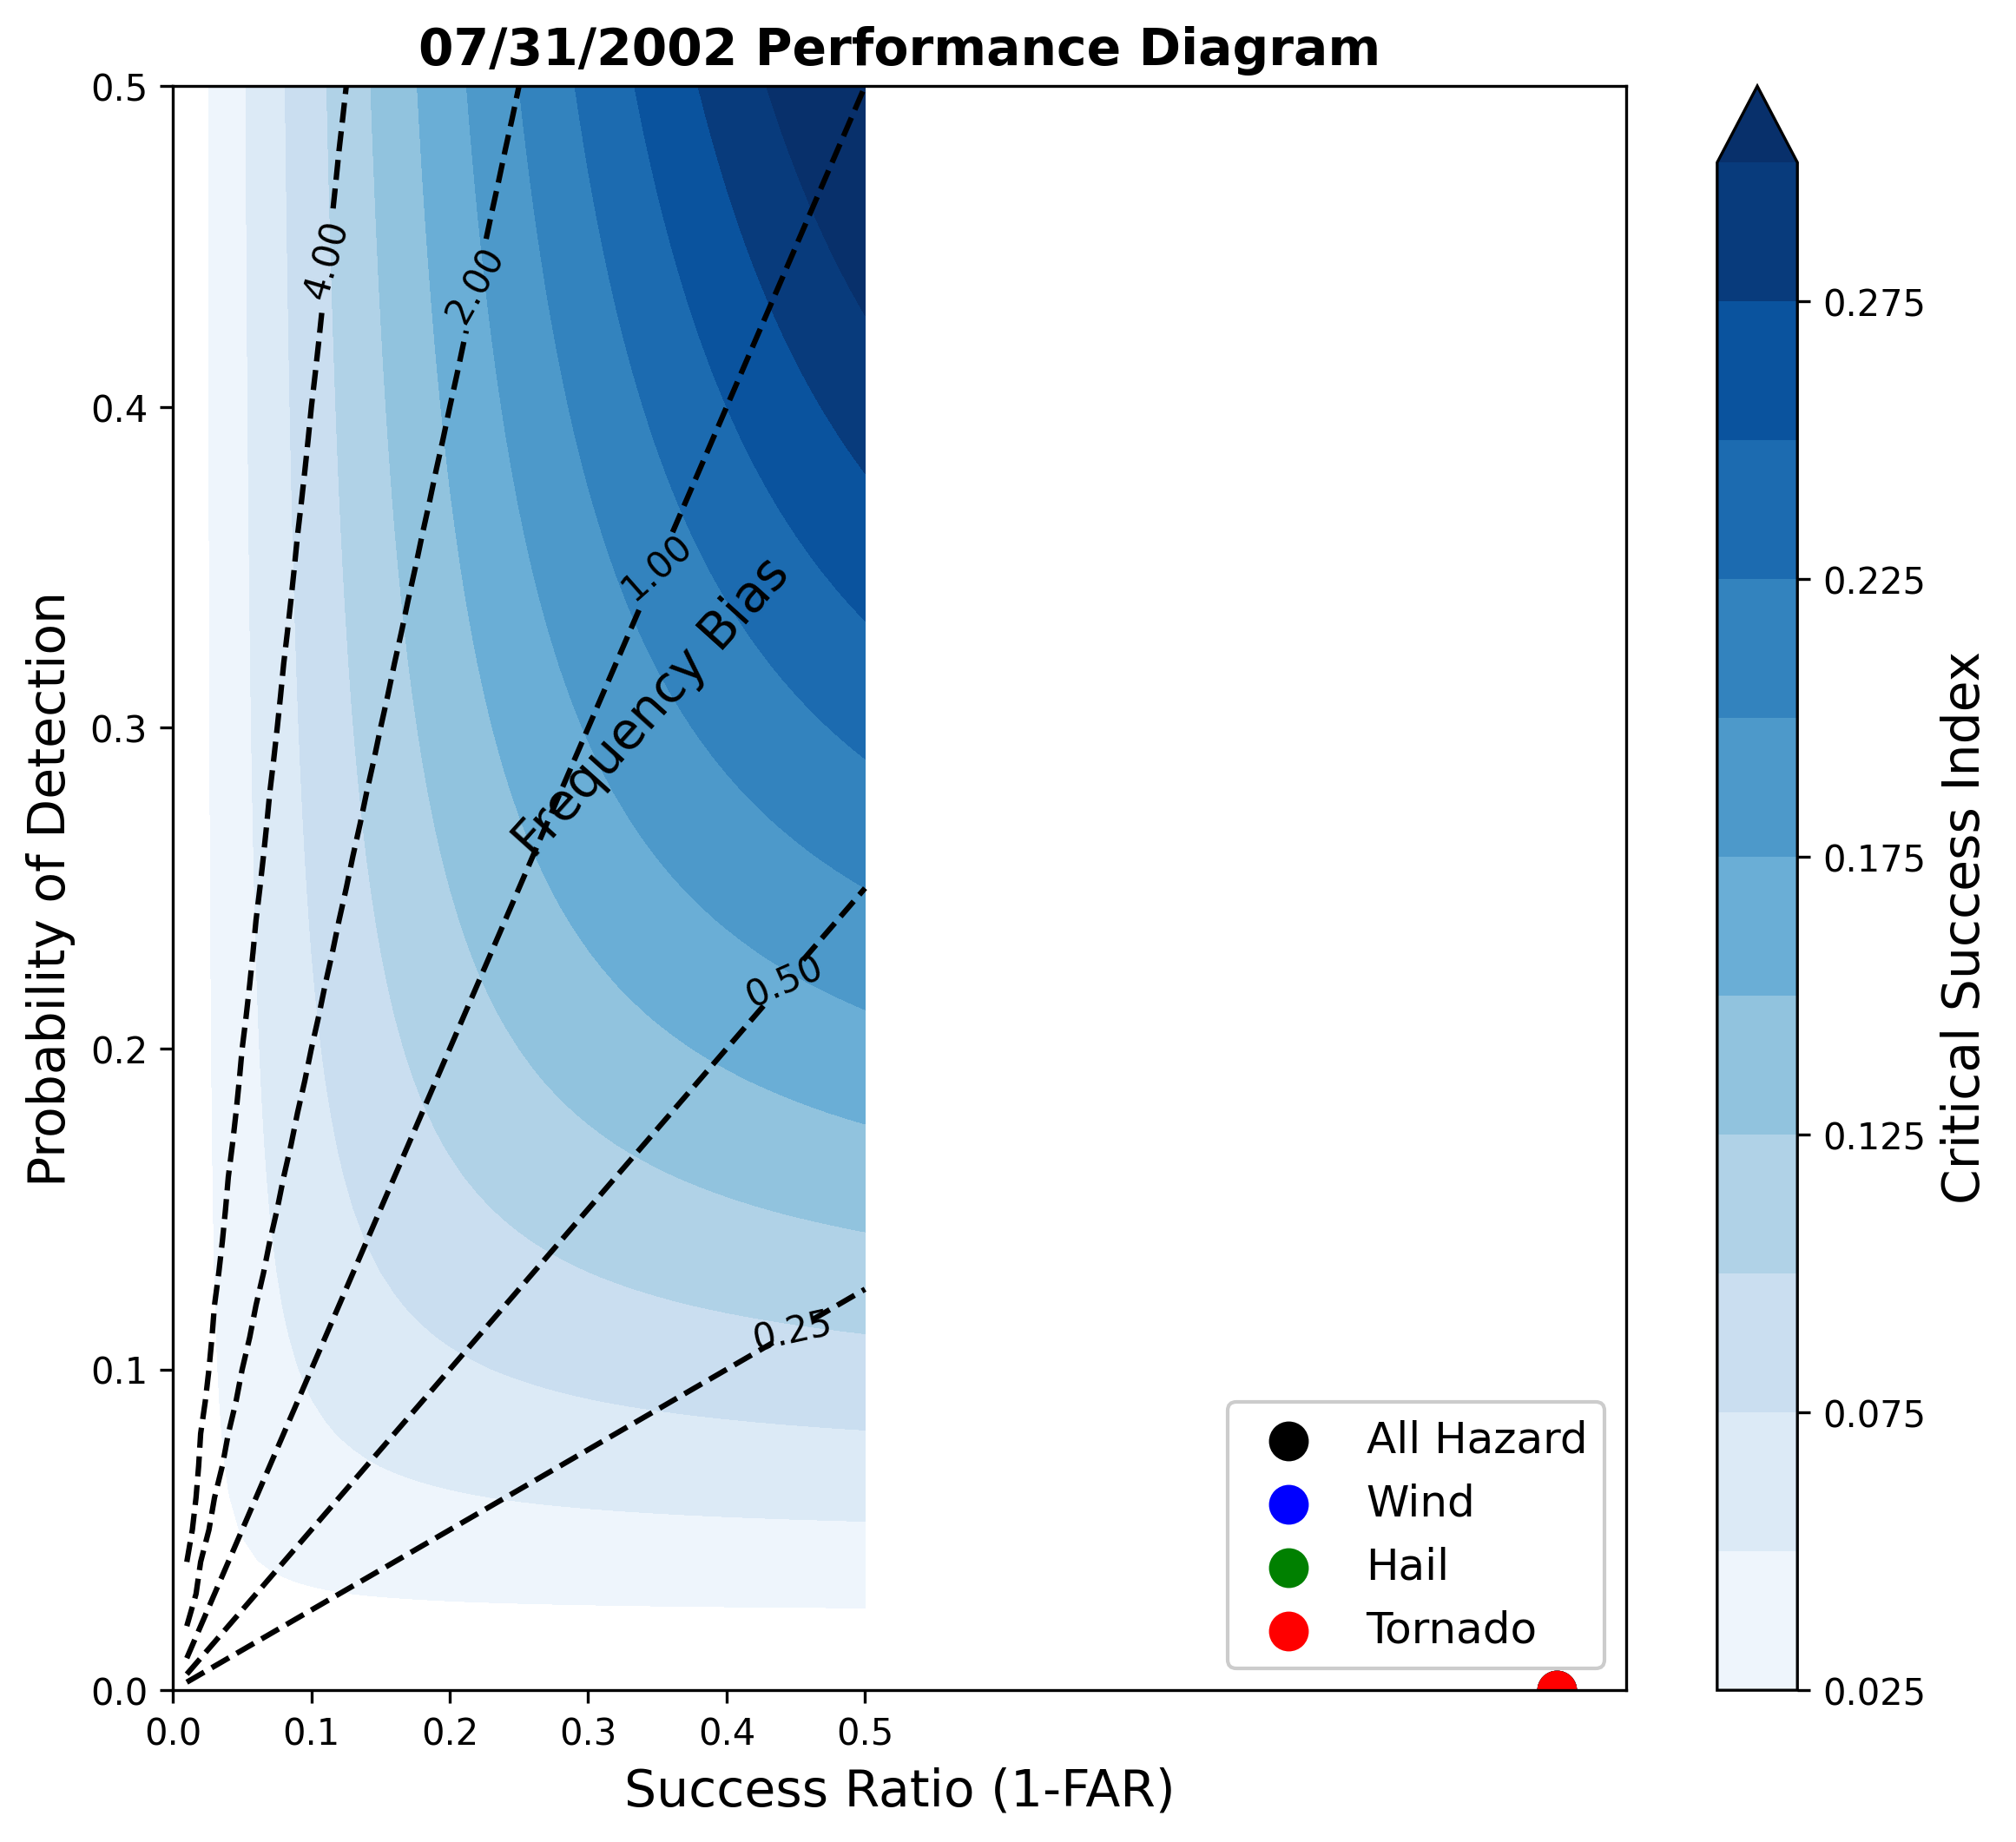 07/31/2002 Performance Diagram
0.5
0.4
0.3
0.2
0.1
0.0
Probability of Detection
4.00
2.00
1.00
Frequency Bias
0.50
0.25
All Hazard
Wind
Hail
Tornado
0.0 0.1 0.2 0.3 0.4 0.5
Success Ratio (1-FAR)
0.275
0.225
0.175
0.125
0.075
0.025
Critical Success Index